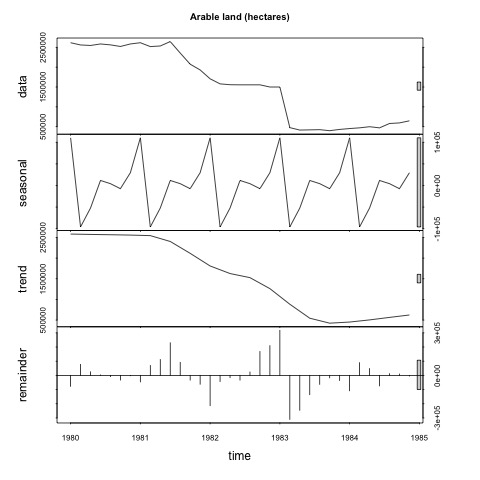 Arable land (hectares)
data
500000 1500000 2500000
seasonal
-1e+05 0e+00 1e+05
trend
500000 1500000 2500000
remainder
-3e+05 0e+00 3e+05
1980 1981 1982 1983 1984 1985
time